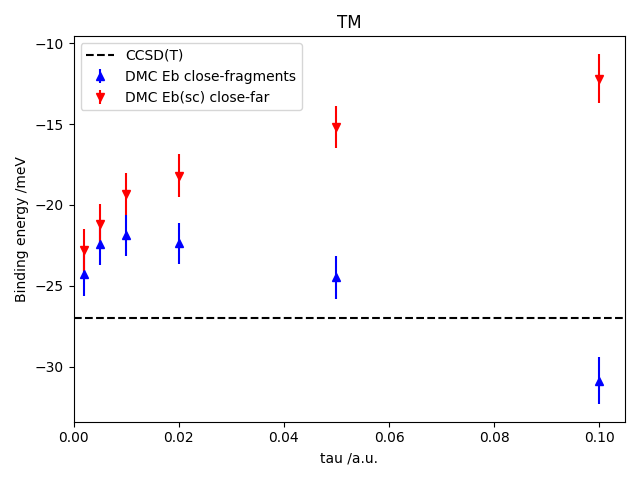 TM
CCSD(T)
DMC Eb close-fragments
DMC Eb(sc) close-far
Binding energy /meV
−10
−15
−20
−25
−30
0.00
0.02
0.04
0.06
0.08
0.10
tau /a.u.